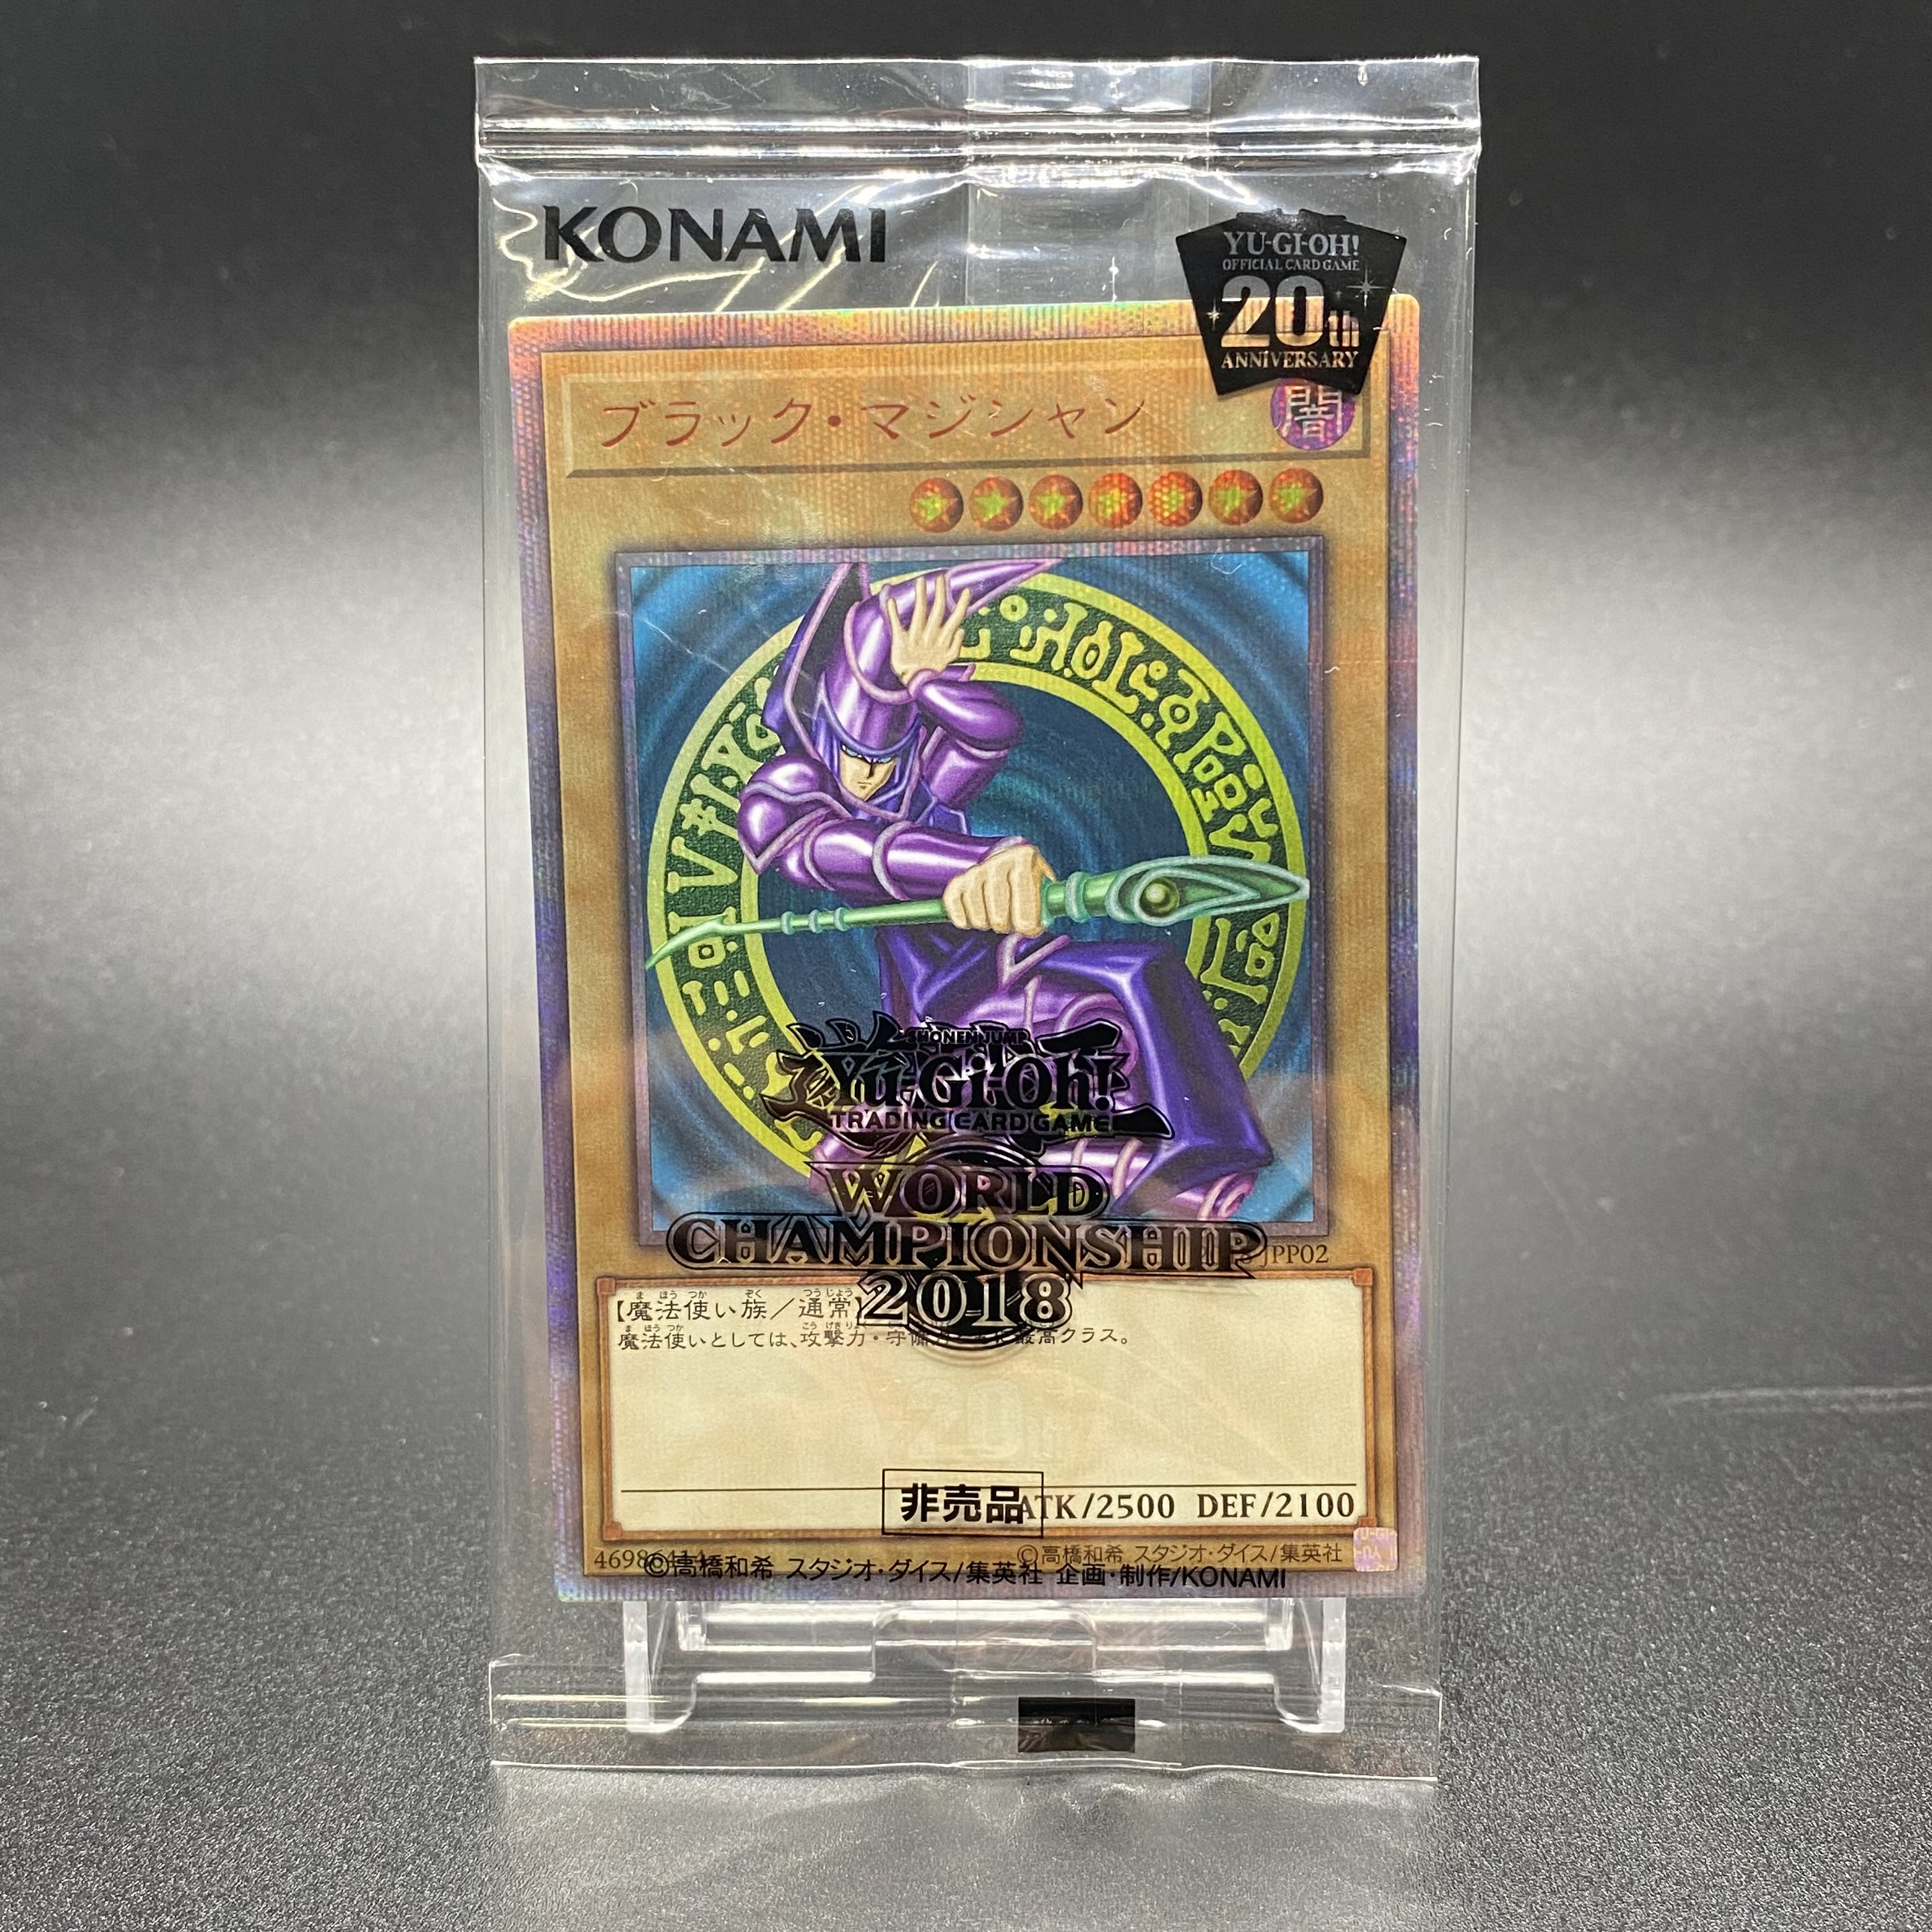 KONAMI
YU-GI-OH!
OFFICIAL CARD GAME
20th
ANNIVERSARY
ブラック・マジシャン
闇
SHONEN JUMP
Yu-Gi-Oh!
TRADING CARD GAME
WORLD
CHAMPIONSHIP
2018
JPP02
【魔法使い族／通常】
魔法使いとしては、攻撃力・守備
最高クラス。
20th
非売品
ATK/2500 DEF/2100
©高橋和希 スタジオ・ダイス/集英社
©高橋和希 スタジオ・ダイス/集英社 企画・制作/KONAMI